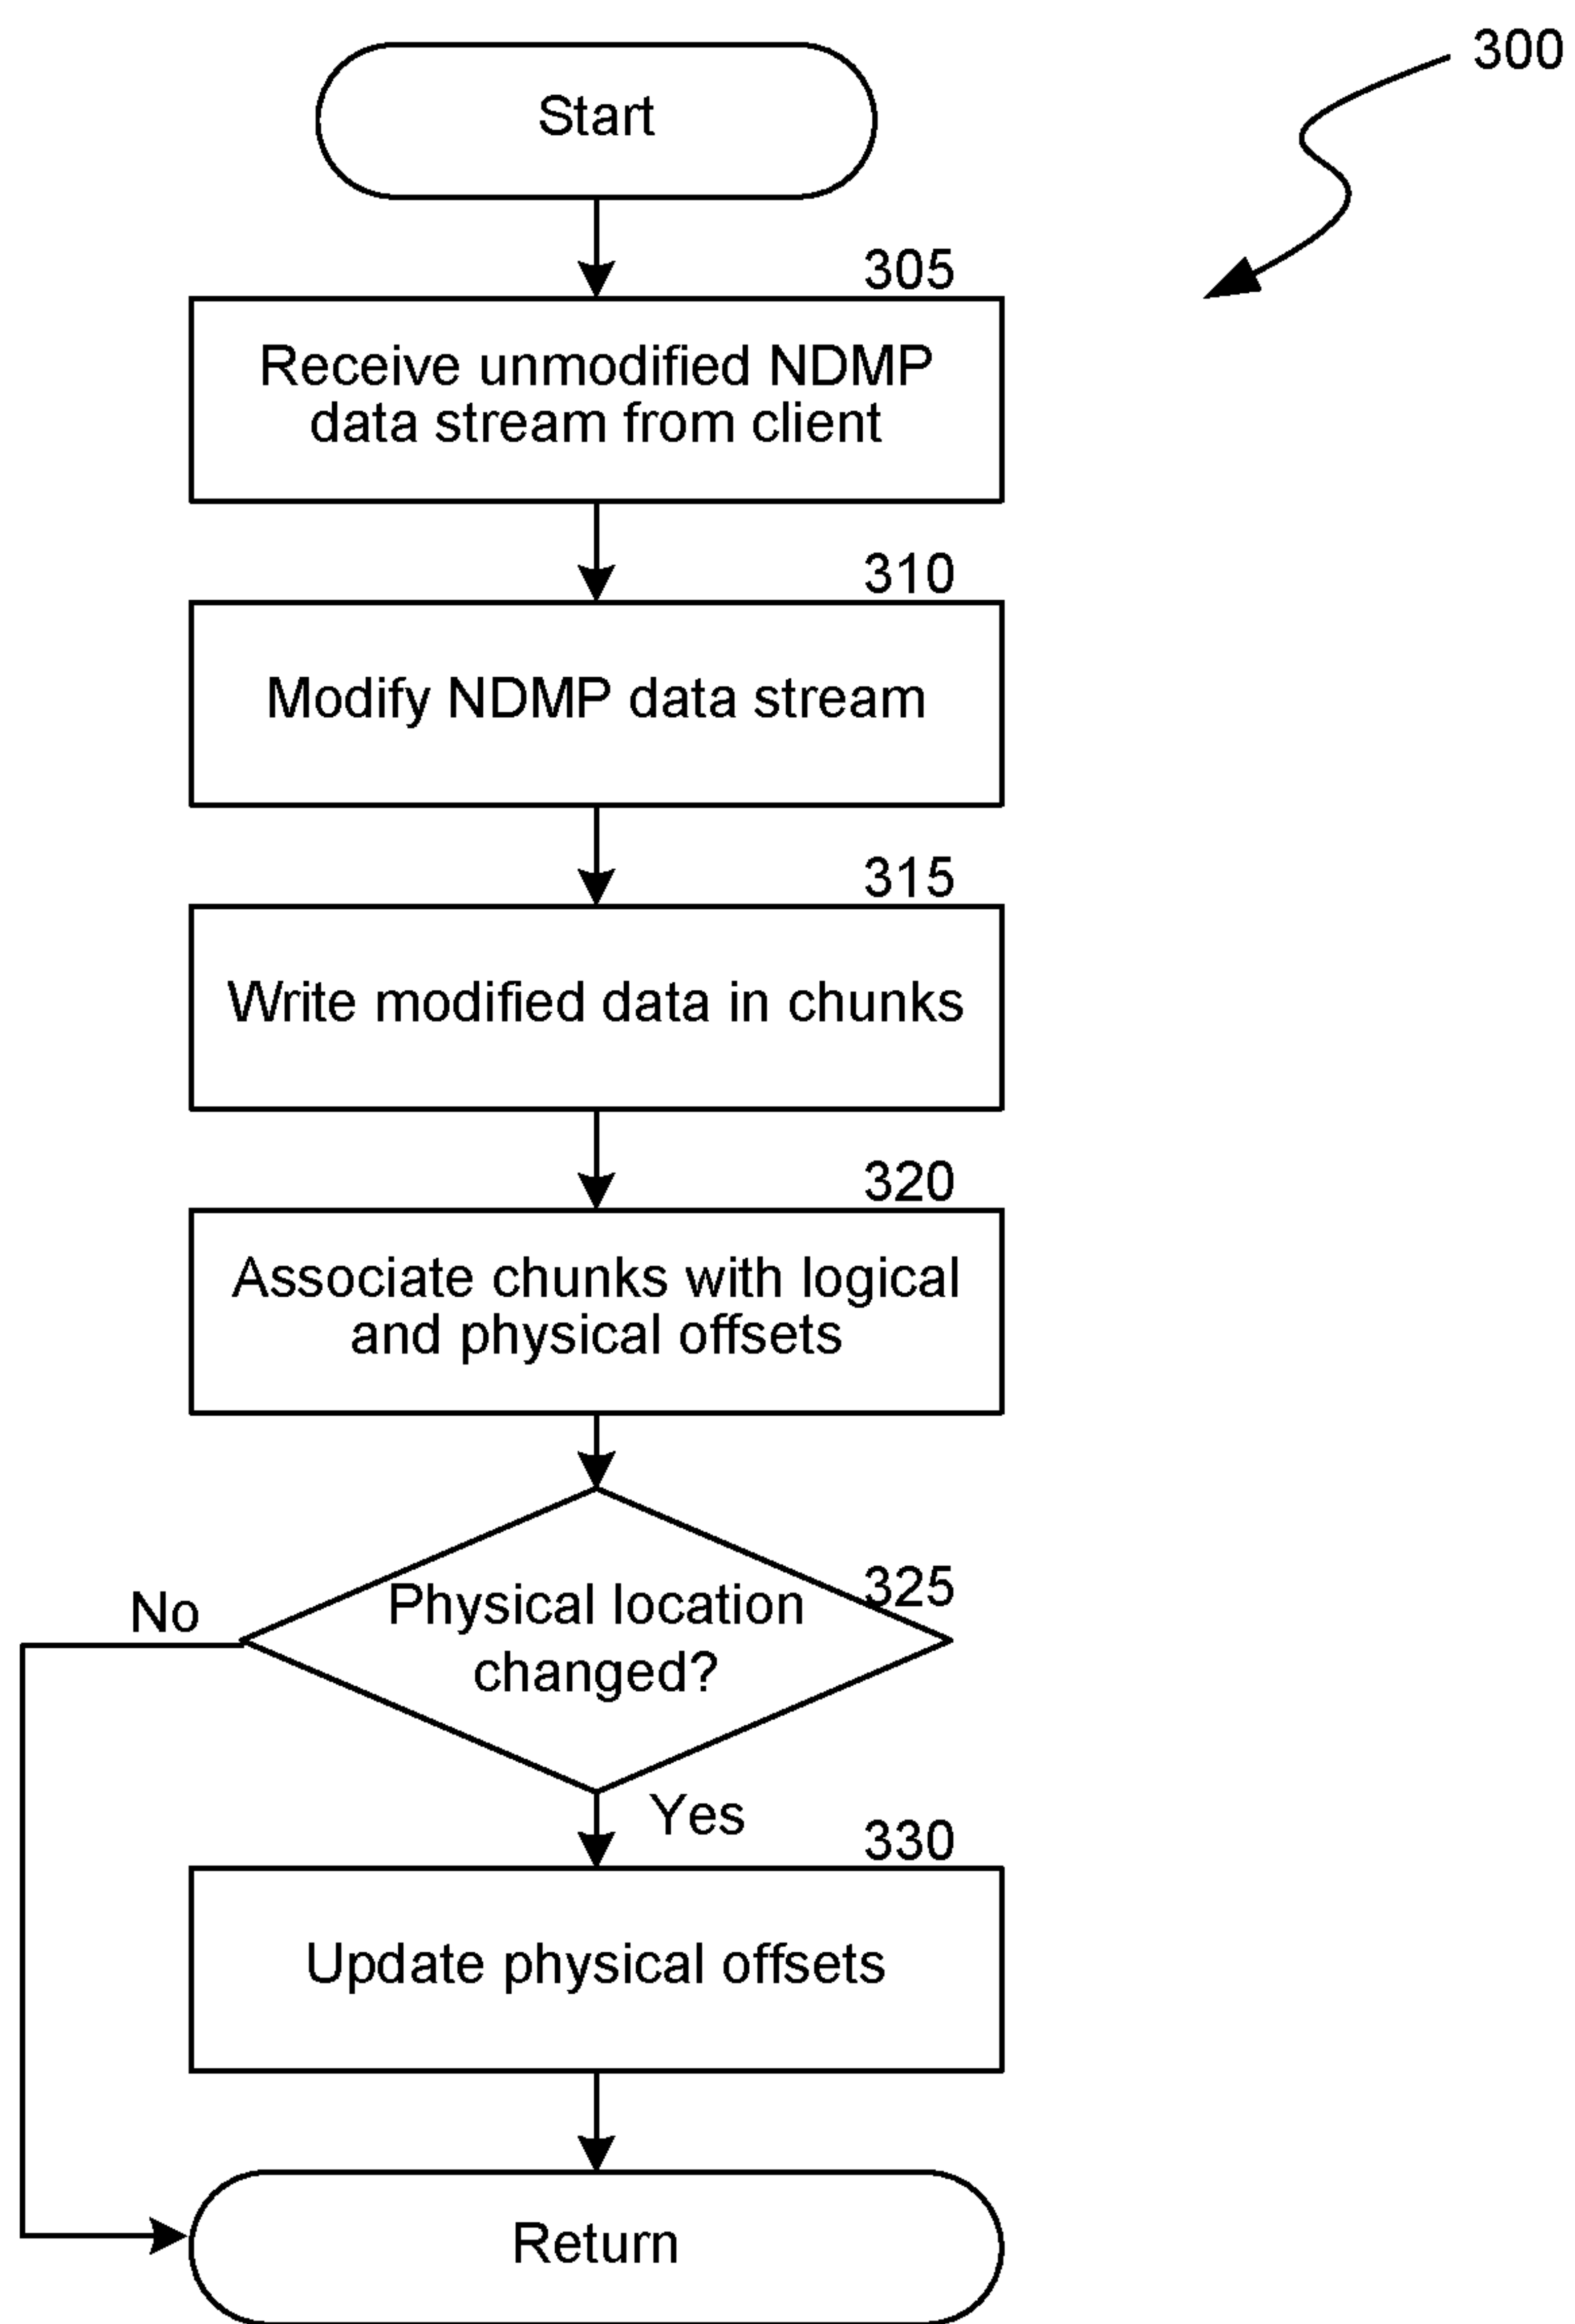 300
Start
305
Receive unmodified NDMP
data stream from client
310
Modify NDMP data stream
315
Write modified data in chunks
320
Associate chunks with logical
and physical offsets
325
Physical location
changed?
No
Yes
330
Update physical offsets
Return